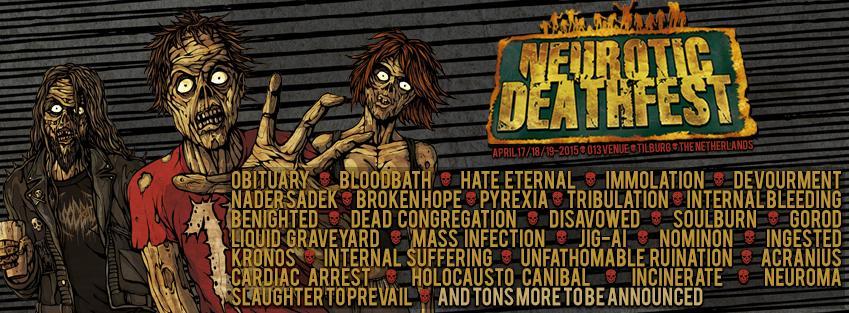 NEUROTIC
DEATHFEST
APRIL 17/18/19-2015 013 VENUE TILBURG THE NETHERLANDS
OBITUARY BLOODBATH HATE ETERNAL IMMOLATION DEVOURMENT
NADER SADEK BROKEN HOPE PYREXIA TRIBULATION INTERNAL BLEEDING
BENIGHTED DEAD CONGREGATION DISAVOWED SOULBURN GOROD
LIQUID GRAVEYARD MASS INFECTION JIG-AI NOMINON INGESTED
KRONOS INTERNAL SUFFERING UNFATHOMABLE RUINATION ACRANIUS
CARDIAC ARREST HOLOCAUSTO CANIBAL INCINERATE NEUROMA
SLAUGHTER TO PREVAIL AND TONS MORE TO BE ANNOUNCED